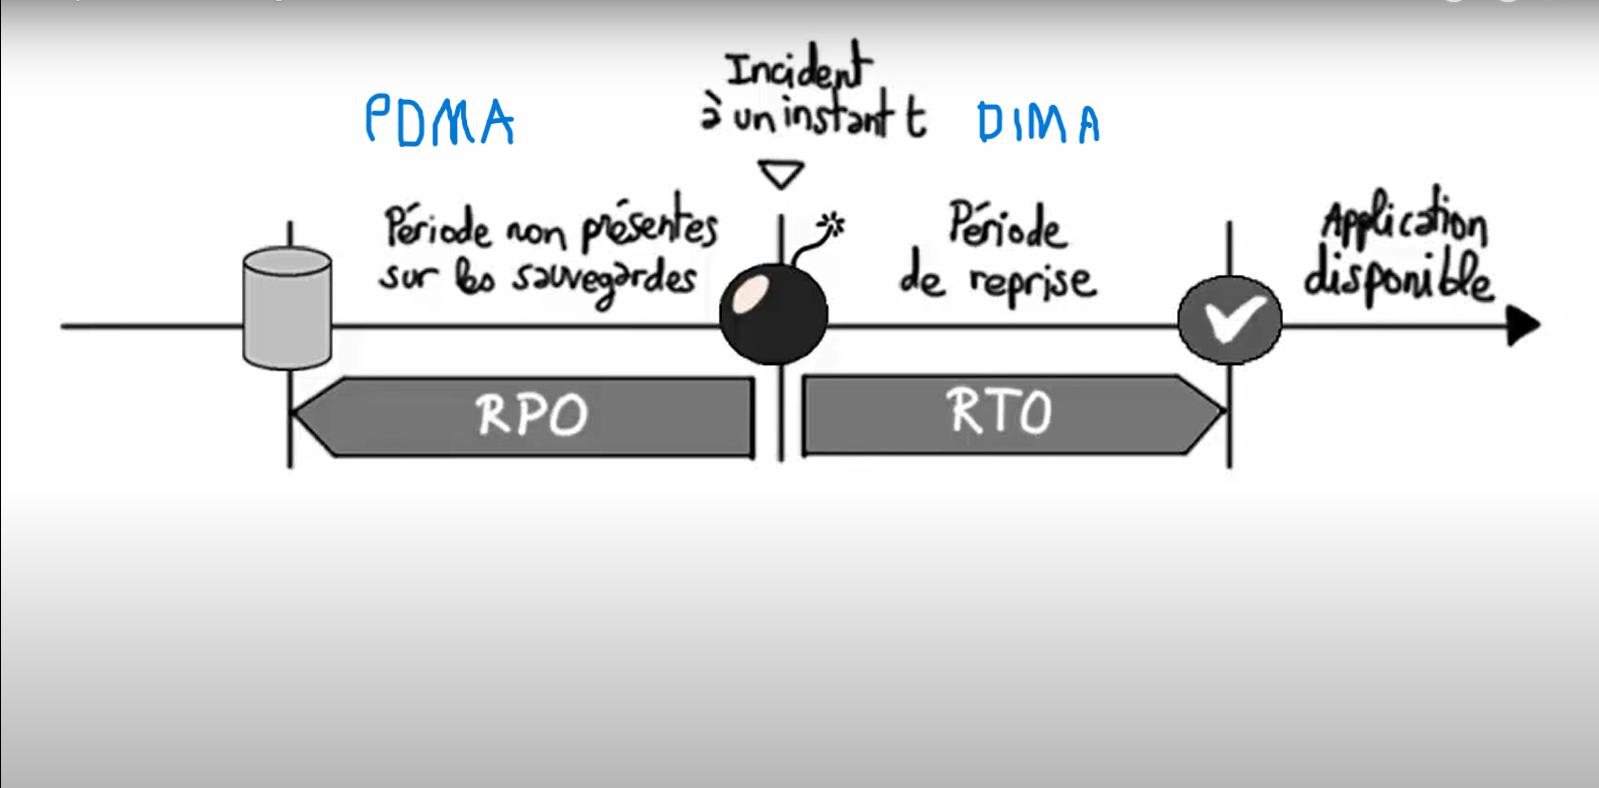 Incident
à un instant t
PDMA
DIMA
Période non présentes
sur les sauvegardes
Période
de reprise
Application
disponible
RPO
RTO